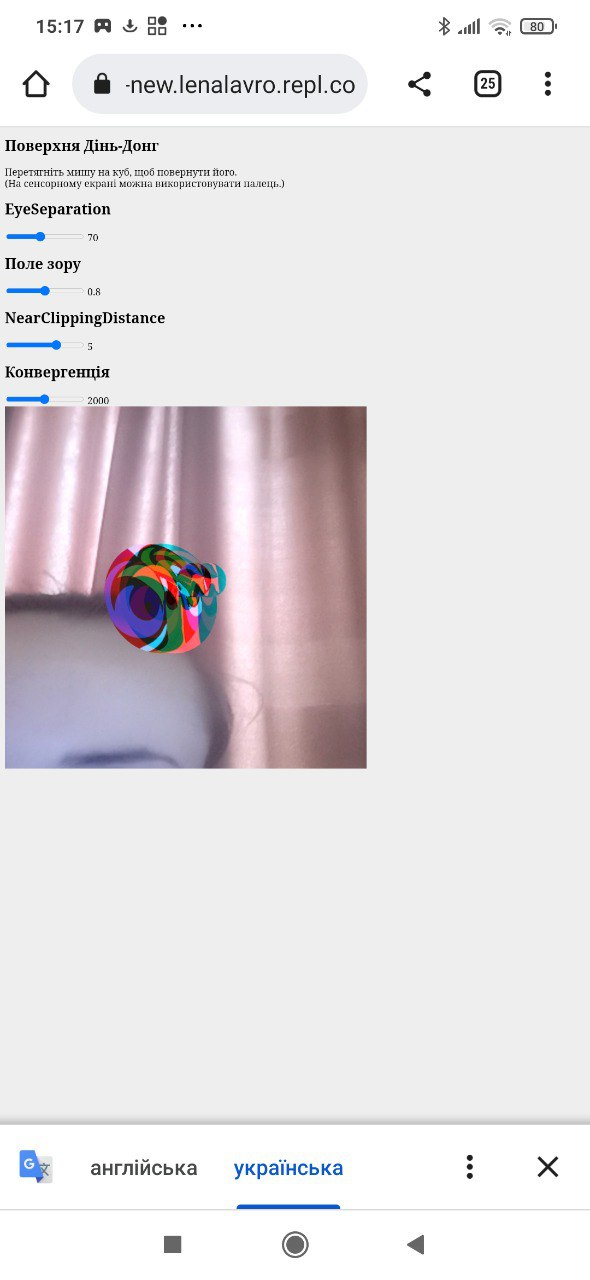 15:17
80
-new.lenalavro.repl.co
25
Поверхня Дінь-Донг
Перетягніть мишу на куб, щоб повернути його.
(На сенсорному екрані можна використовувати палець.)
EyeSeparation
70
Поле зору
0.8
NearClippingDistance
5
Конвергенція
2000
G 文
англійська українська